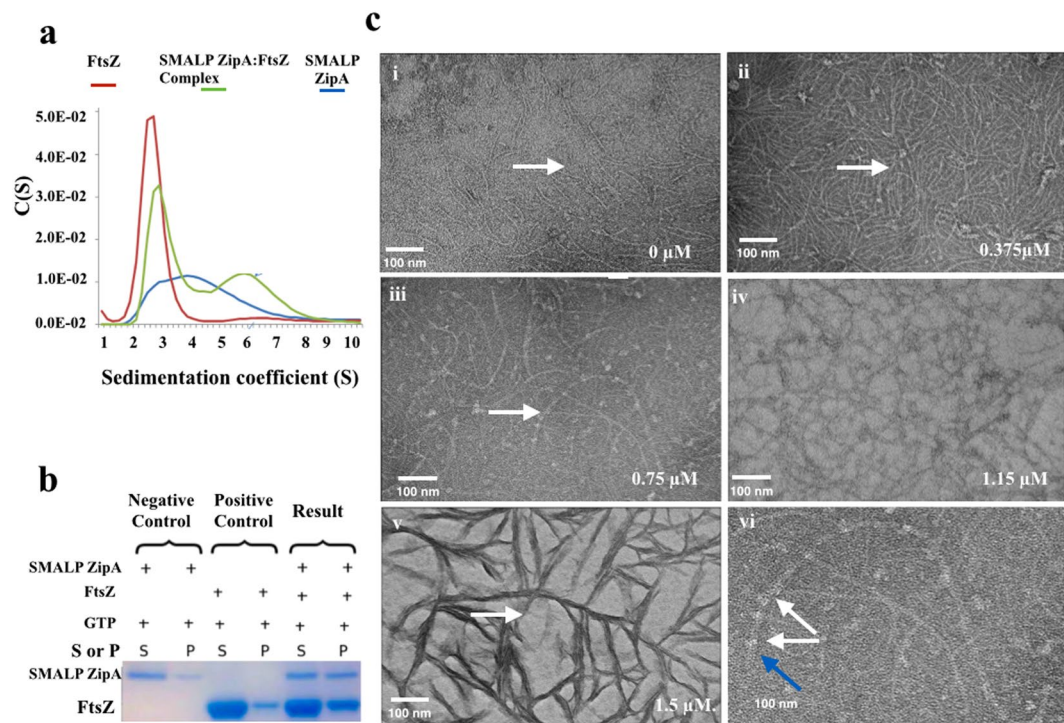 a
FtsZ
SMALP ZipA:FtsZ
Complex
SMALP
ZipA
5.0E-02
4.0E-02
3.0E-02
2.0E-02
1.0E-02
0.0E-02
C(S)
1 2 3 4 5 6 7 8 9 10
Sedimentation coefficient (S)
b
Negative
Control
Positive
Control
Result
SMALP ZipA + + + +
FtsZ + + + +
GTP + + + + + +
S or P S P S P S P
SMALP ZipA
FtsZ
c
i
100 nm
0 µM
ii
100 nm
0.375µM
iii
100 nm
0.75 µM
iv
100 nm
1.15 µM
v
100 nm
1.5 µM.
vi
100 nm